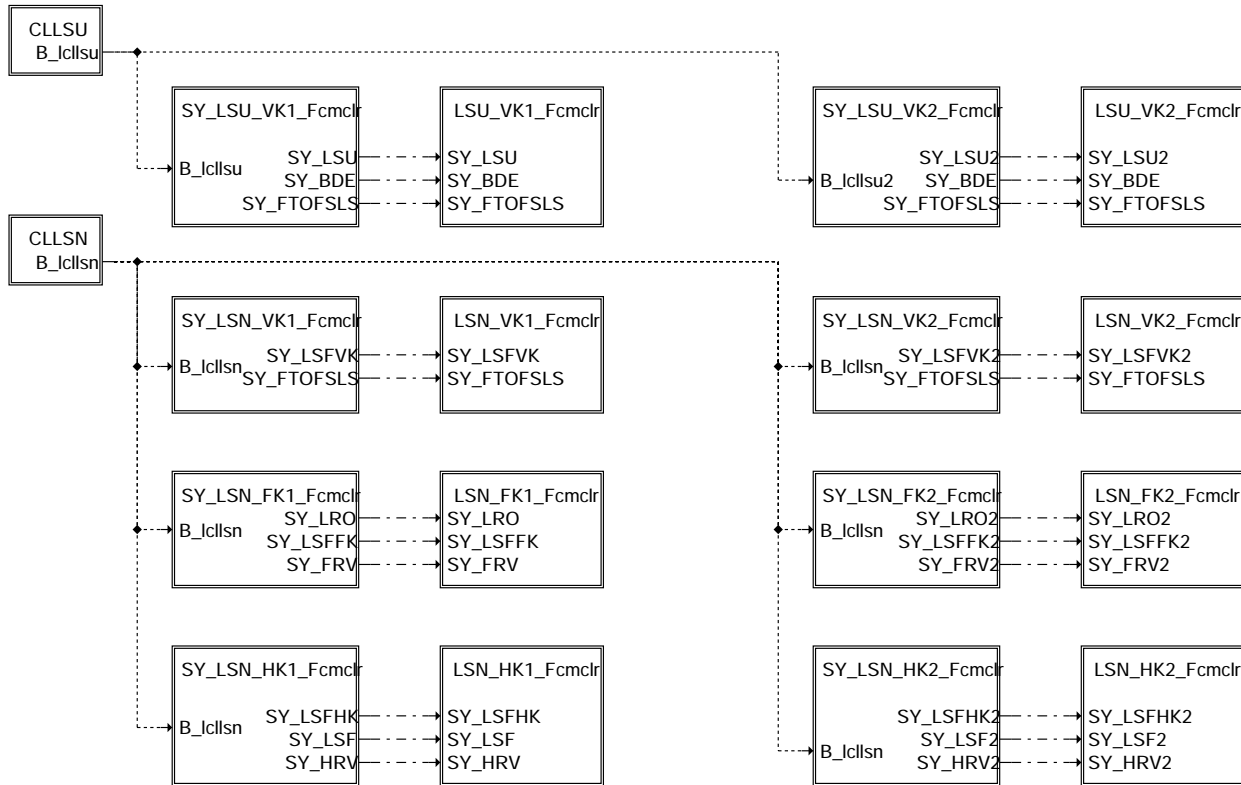 CLLSU
B_lcllsu
SY_LSU_VK1_Fcmclr
B_lcllsu
SY_LSU
SY_BDE
SY_FTOFSLS
LSU_VK1_Fcmclr
SY_LSU
SY_BDE
SY_FTOFSLS
SY_LSU_VK2_Fcmclr
B_lcllsu2
SY_LSU2
SY_BDE
SY_FTOFSLS
LSU_VK2_Fcmclr
SY_LSU2
SY_BDE
SY_FTOFSLS
CLLSN
B_lcllsn
SY_LSN_VK1_Fcmclr
B_lcllsn
SY_LSFVK
SY_FTOFSLS
LSN_VK1_Fcmclr
SY_LSFVK
SY_FTOFSLS
SY_LSN_VK2_Fcmclr
B_lcllsn
SY_LSFVK2
SY_FTOFSLS
LSN_VK2_Fcmclr
SY_LSFVK2
SY_FTOFSLS
SY_LSN_FK1_Fcmclr
B_lcllsn
SY_LRO
SY_LSFFK
SY_FRV
LSN_FK1_Fcmclr
SY_LRO
SY_LSFFK
SY_FRV
SY_LSN_FK2_Fcmclr
B_lcllsn
SY_LRO2
SY_LSFFK2
SY_FRV2
LSN_FK2_Fcmclr
SY_LRO2
SY_LSFFK2
SY_FRV2
SY_LSN_HK1_Fcmclr
B_lcllsn
SY_LSFHK
SY_LSF
SY_HRV
LSN_HK1_Fcmclr
SY_LSFHK
SY_LSF
SY_HRV
SY_LSN_HK2_Fcmclr
B_lcllsn
SY_LSFHK2
SY_LSF2
SY_HRV2
LSN_HK2_Fcmclr
SY_LSFHK2
SY_LSF2
SY_HRV2